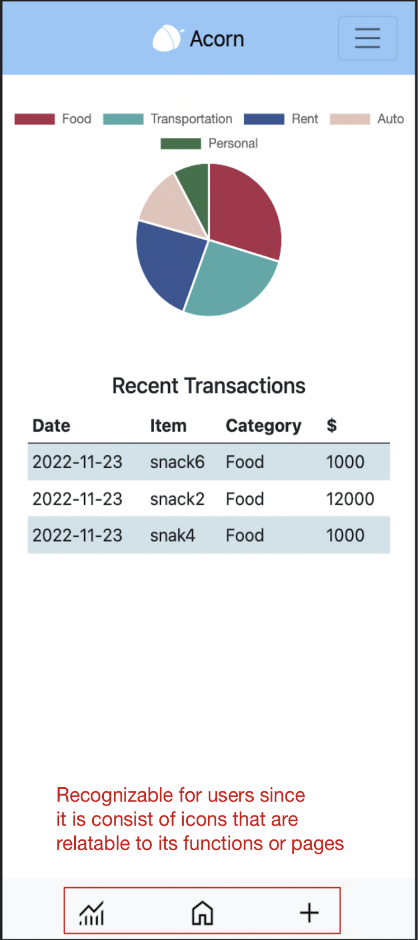 Acorn
Food Transportation Rent Auto
Personal
Recent Transactions
Date Item Category $
2022-11-23 snack6 Food 1000
2022-11-23 snack2 Food 12000
2022-11-23 snak4 Food 1000
Recognizable for users since
it is consist of icons that are
relatable to its functions or pages